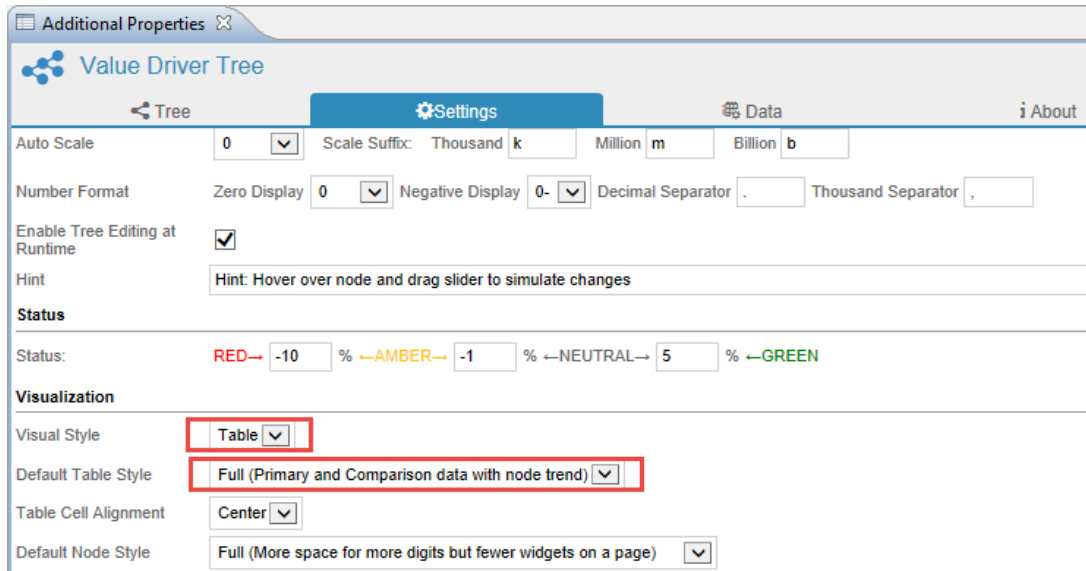 Additional Properties
Value Driver Tree
Tree Settings Data i About
Auto Scale 0 Scale Suffix: Thousand k Million m Billion b
Number Format Zero Display 0 Negative Display 0- Decimal Separator . Thousand Separator ,
Enable Tree Editing at
Runtime
Hint Hint: Hover over node and drag slider to simulate changes
Status
Status: RED→ -10 % ←AMBER→ -1 % ←NEUTRAL→ 5 % ←GREEN
Visualization
Visual Style Table
Default Table Style Full (Primary and Comparison data with node trend)
Table Cell Alignment Center
Default Node Style Full (More space for more digits but fewer widgets on a page)